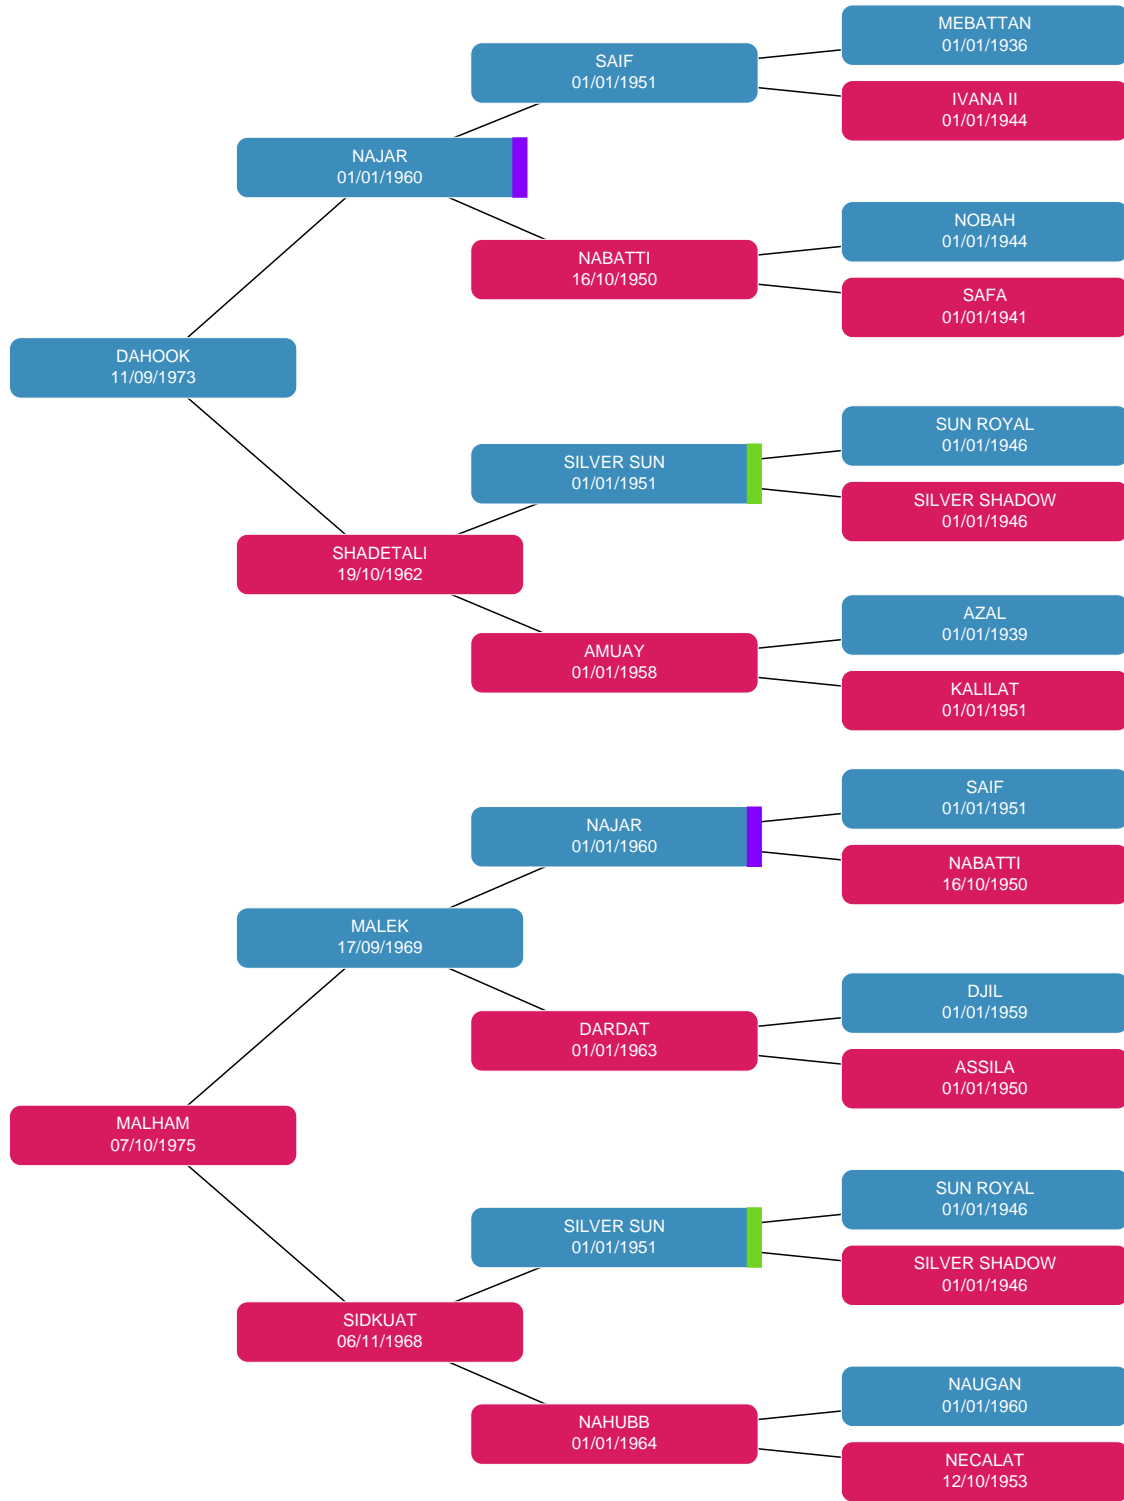 MEBATTAN
01/01/1936
SAIF
01/01/1951
IVANA II
01/01/1944
NAJAR
01/01/1960
NOBAH
01/01/1944
NABATTI
16/10/1950
SAFA
01/01/1941
DAHOOK
11/09/1973
SUN ROYAL
01/01/1946
SILVER SUN
01/01/1951
SILVER SHADOW
01/01/1946
SHADETALI
19/10/1962
AZAL
01/01/1939
AMUAY
01/01/1958
KALILAT
01/01/1951
SAIF
01/01/1951
NAJAR
01/01/1960
NABATTI
16/10/1950
MALEK
17/09/1969
DJIL
01/01/1959
DARDAT
01/01/1963
ASSILA
01/01/1950
MALHAM
07/10/1975
SUN ROYAL
01/01/1946
SILVER SUN
01/01/1951
SILVER SHADOW
01/01/1946
SIDKUAT
06/11/1968
NAUGAN
01/01/1960
NAHUBB
01/01/1964
NECALAT
12/10/1953